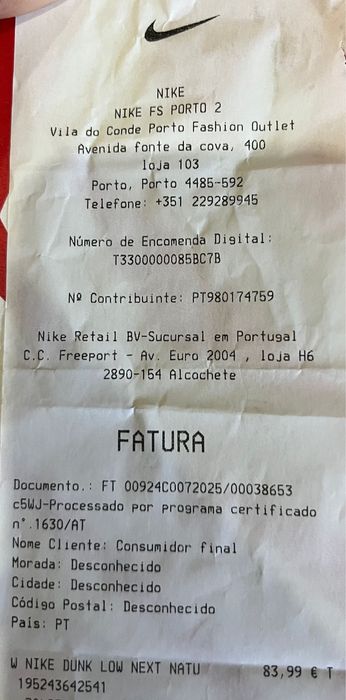 NIKE
NIKE FS PORTO 2
Vila do Conde Porto Fashion Outlet
Avenida fonte da cova, 400
loja 103
Porto, Porto 4485-592
Telefone: +351 229289945
Número de Encomenda Digital:
T3300000085BC7B
Nº Contribuinte: PT980174759
Nike Retail BV-Sucursal em Portugal
C.C. Freeport - Av. Euro 2004 , loja H6
2890-154 Alcochete
FATURA
Documento.: FT 00924C0072025/00038653
c5WJ-Processado por programa certificado
nº.1630/AT
Nome Cliente: Consumidor final
Morada: Desconhecido
Cidade: Desconhecido
Código Postal: Desconhecido
País: PT
W NIKE DUNK LOW NEXT NATU 83,99 € T
195243642541